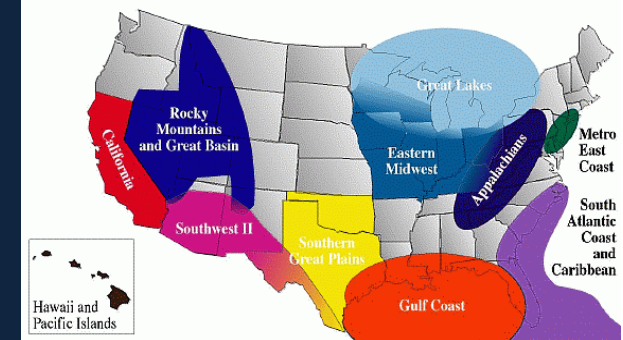 Great Lakes
Rocky
Mountains
and Great Basin
California
Eastern
Midwest
Appalachians
Metro
East
Coast
Southwest II
Southern
Great Plains
South
Atlantic
Coast
and
Caribbean
Gulf Coast
Hawaii and
Pacific Islands